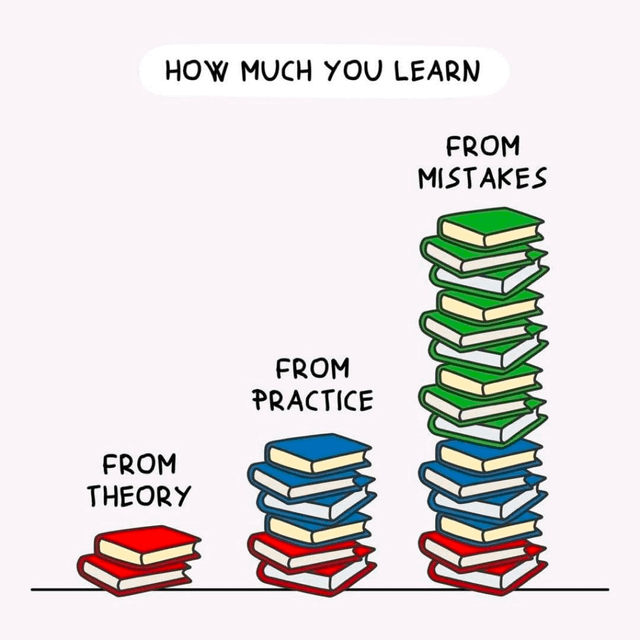 HOW MUCH YOU LEARN
FROM
MISTAKES
FROM
PRACTICE
FROM
THEORY